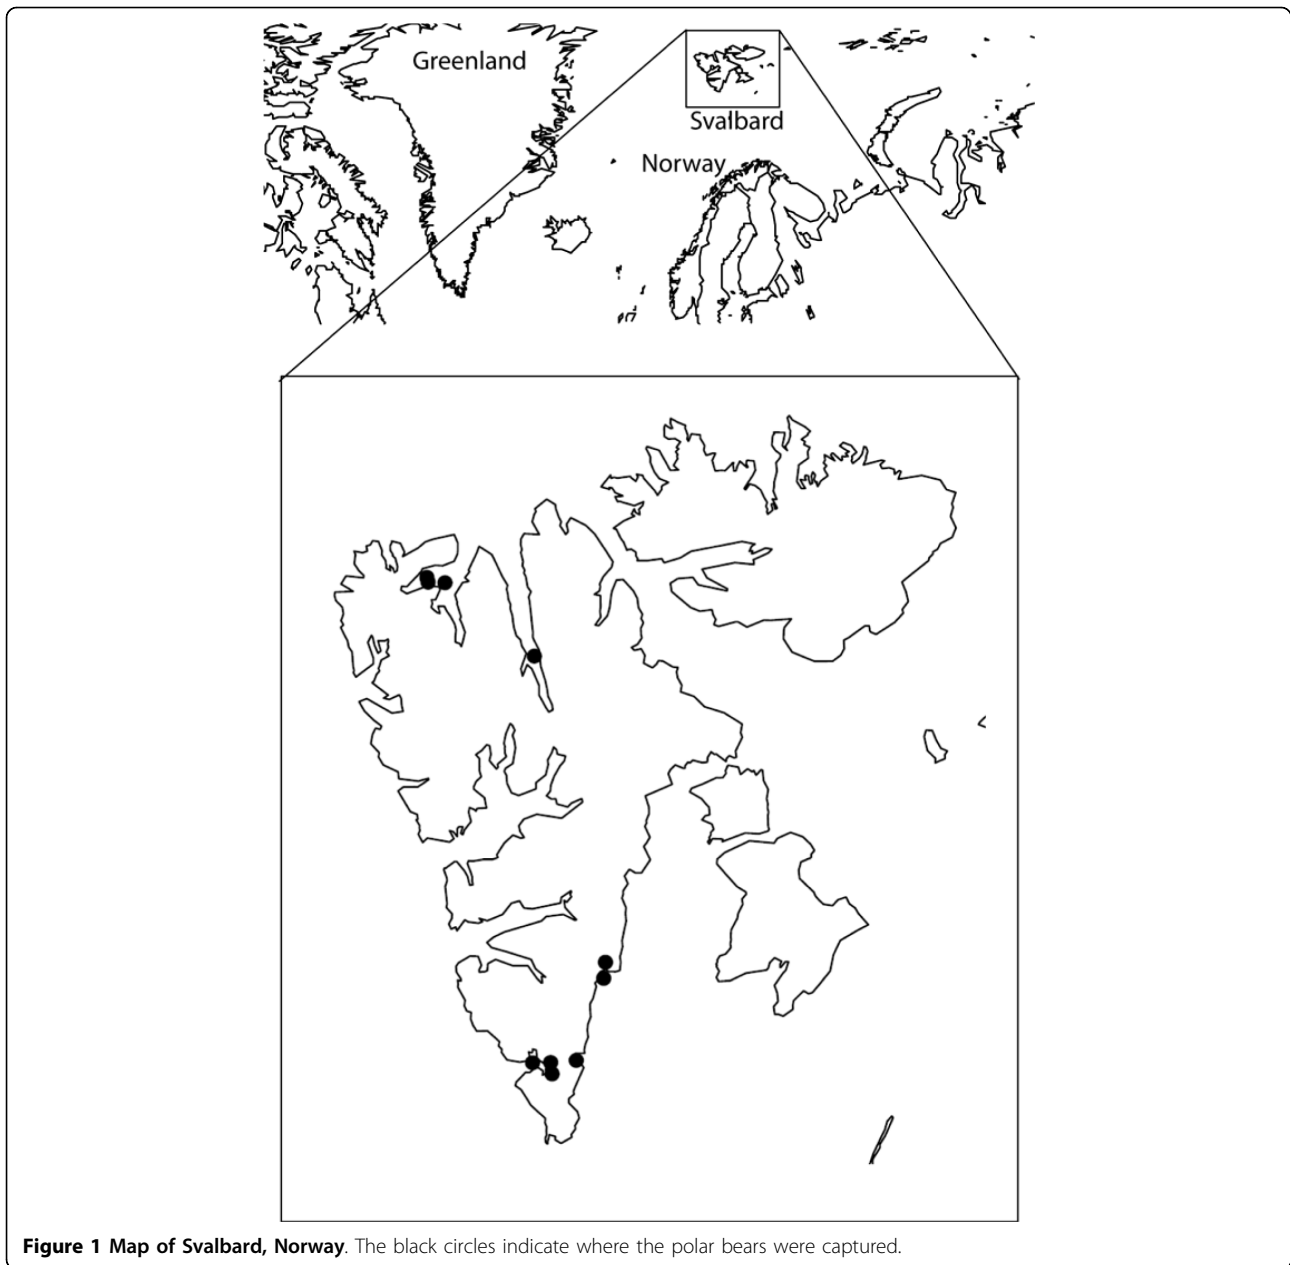 Greenland
Svalbard
Norway
Figure 1 Map of Svalbard, Norway. The black circles indicate where the polar bears were captured.